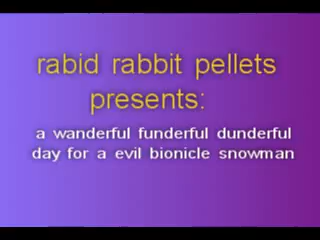 rabid rabbit pellets
presents:
a wanderful funderful dunderful
day for a evil bionicle snowman